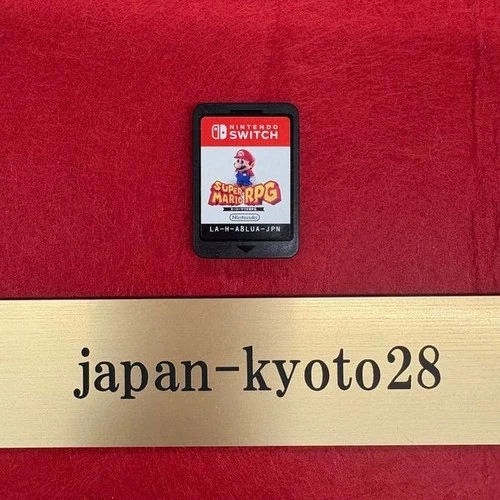 NINTENDO
SWITCH
SUPER
MARIO RPG
Nintendo
LA-H-A8LUA-JPN
japan-kyoto28